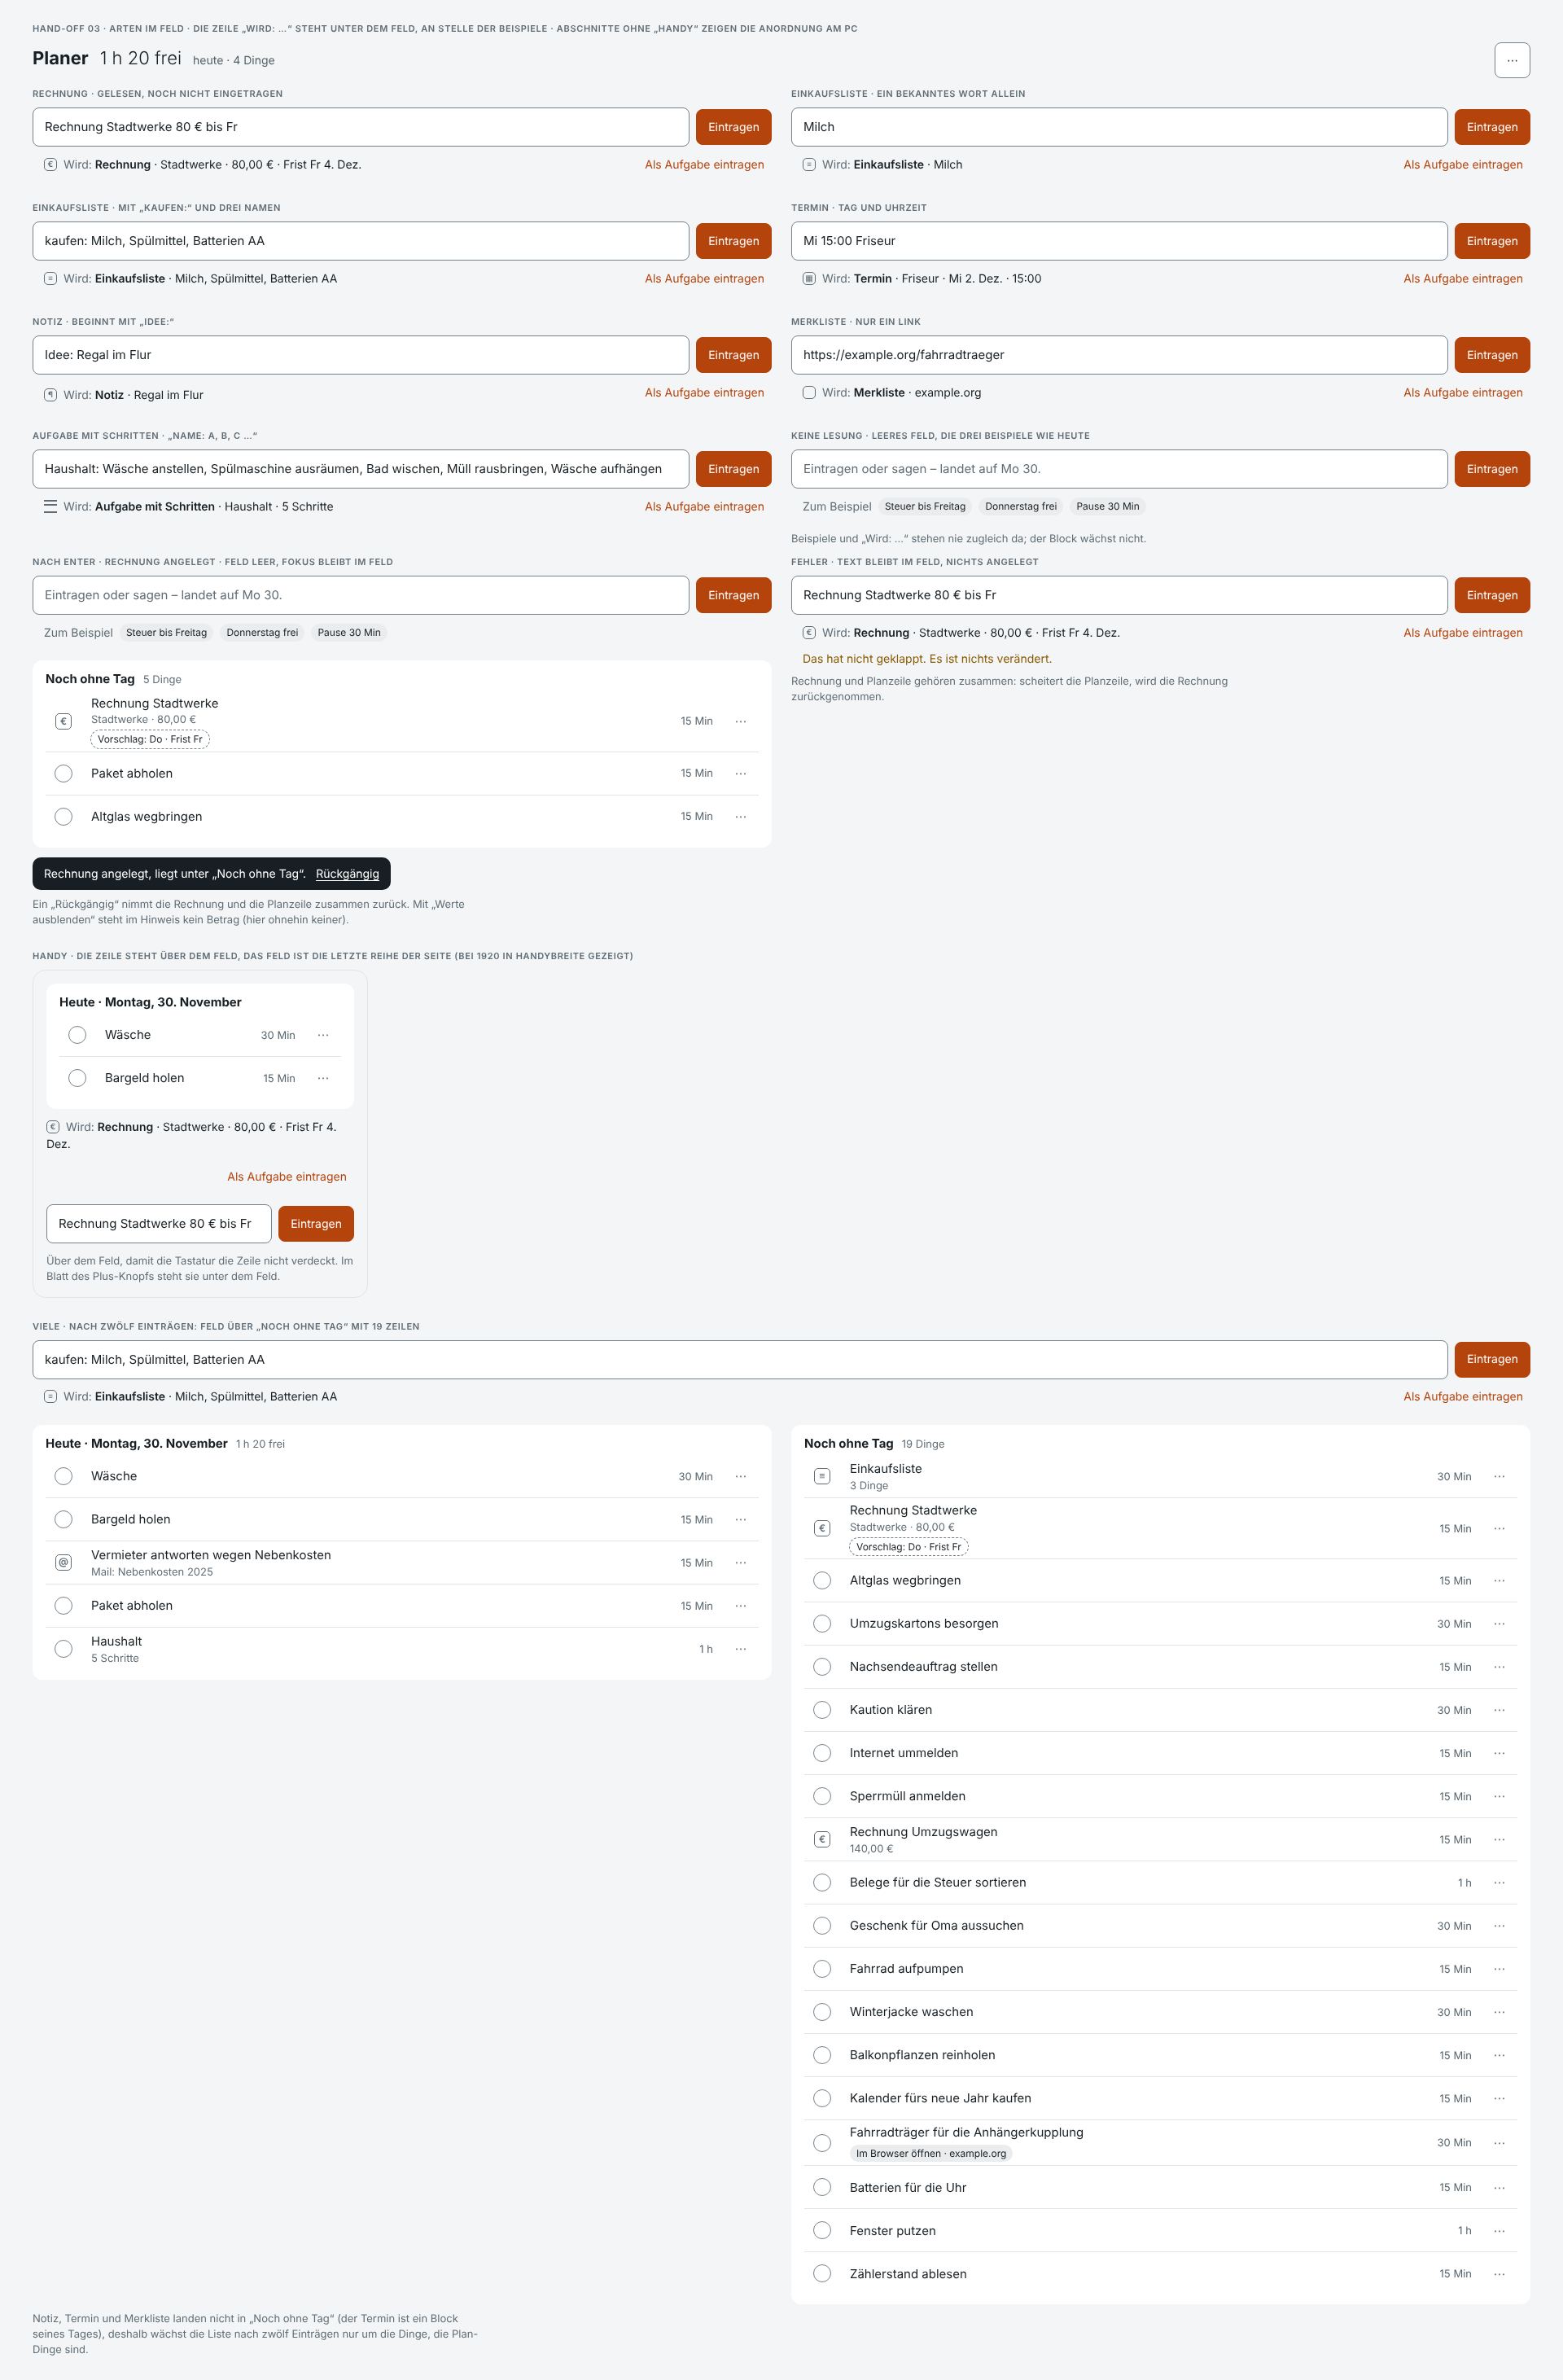 HAND-OFF 03 · ARTEN IM FELD · DIE ZEILE „WIRD: …“ STEHT UNTER DEM FELD, AN STELLE DER BEISPIELE · ABSCHNITTE OHNE „HANDY“ ZEIGEN DIE ANORDNUNG AM PC
Planer 1 h 20 frei heute · 4 Dinge
…
RECHNUNG · GELESEN, NOCH NICHT EINGETRAGEN
Rechnung Stadtwerke 80 € bis Fr
Eintragen
€ Wird: Rechnung · Stadtwerke · 80,00 € · Frist Fr 4. Dez.
Als Aufgabe eintragen
EINKAUFSLISTE · EIN BEKANNTES WORT ALLEIN
Milch
Eintragen
≡ Wird: Einkaufsliste · Milch
Als Aufgabe eintragen
EINKAUFSLISTE · MIT „KAUFEN:“ UND DREI NAMEN
kaufen: Milch, Spülmittel, Batterien AA
Eintragen
≡ Wird: Einkaufsliste · Milch, Spülmittel, Batterien AA
Als Aufgabe eintragen
TERMIN · TAG UND UHRZEIT
Mi 15:00 Friseur
Eintragen
▦ Wird: Termin · Friseur · Mi 2. Dez. · 15:00
Als Aufgabe eintragen
NOTIZ · BEGINNT MIT „IDEE:“
Idee: Regal im Flur
Eintragen
¶ Wird: Notiz · Regal im Flur
Als Aufgabe eintragen
MERKLISTE · NUR EIN LINK
https://example.org/fahrradtraeger
Eintragen
Wird: Merkliste · example.org
Als Aufgabe eintragen
AUFGABE MIT SCHRITTEN · „NAME: A, B, C …“
Haushalt: Wäsche anstellen, Spülmaschine ausräumen, Bad wischen, Müll rausbringen, Wäsche aufhängen
Eintragen
Wird: Aufgabe mit Schritten · Haushalt · 5 Schritte
Als Aufgabe eintragen
KEINE LESUNG · LEERES FELD, DIE DREI BEISPIELE WIE HEUTE
Eintragen oder sagen – landet auf Mo 30.
Eintragen
Zum Beispiel Steuer bis Freitag Donnerstag frei Pause 30 Min
Beispiele und „Wird: …“ stehen nie zugleich da; der Block wächst nicht.
NACH ENTER · RECHNUNG ANGELEGT · FELD LEER, FOKUS BLEIBT IM FELD
Eintragen oder sagen – landet auf Mo 30.
Eintragen
Zum Beispiel Steuer bis Freitag Donnerstag frei Pause 30 Min
Noch ohne Tag 5 Dinge
€ Rechnung Stadtwerke
Stadtwerke · 80,00 €
Vorschlag: Do · Frist Fr
15 Min …
Paket abholen 15 Min …
Altglas wegbringen 15 Min …
Rechnung angelegt, liegt unter „Noch ohne Tag“. Rückgängig
Ein „Rückgängig“ nimmt die Rechnung und die Planzeile zusammen zurück. Mit „Werte
ausblenden“ steht im Hinweis kein Betrag (hier ohnehin keiner).
FEHLER · TEXT BLEIBT IM FELD, NICHTS ANGELEGT
Rechnung Stadtwerke 80 € bis Fr
Eintragen
€ Wird: Rechnung · Stadtwerke · 80,00 € · Frist Fr 4. Dez.
Als Aufgabe eintragen
Das hat nicht geklappt. Es ist nichts verändert.
Rechnung und Planzeile gehören zusammen: scheitert die Planzeile, wird die Rechnung
zurückgenommen.
HANDY · DIE ZEILE STEHT ÜBER DEM FELD, DAS FELD IST DIE LETZTE REIHE DER SEITE (BEI 1920 IN HANDYBREITE GEZEIGT)
Heute · Montag, 30. November
Wäsche 30 Min …
Bargeld holen 15 Min …
€ Wird: Rechnung · Stadtwerke · 80,00 € · Frist Fr 4.
Dez.
Als Aufgabe eintragen
Rechnung Stadtwerke 80 € bis Fr
Eintragen
Über dem Feld, damit die Tastatur die Zeile nicht verdeckt. Im
Blatt des Plus-Knopfs steht sie unter dem Feld.
VIELE · NACH ZWÖLF EINTRÄGEN: FELD ÜBER „NOCH OHNE TAG“ MIT 19 ZEILEN
kaufen: Milch, Spülmittel, Batterien AA
Eintragen
≡ Wird: Einkaufsliste · Milch, Spülmittel, Batterien AA
Als Aufgabe eintragen
Heute · Montag, 30. November 1 h 20 frei
Wäsche 30 Min …
Bargeld holen 15 Min …
@ Vermieter antworten wegen Nebenkosten
Mail: Nebenkosten 2025
15 Min …
Paket abholen 15 Min …
Haushalt
5 Schritte
1 h …
Noch ohne Tag 19 Dinge
≡ Einkaufsliste
3 Dinge
30 Min …
€ Rechnung Stadtwerke
Stadtwerke · 80,00 €
Vorschlag: Do · Frist Fr
15 Min …
Altglas wegbringen 15 Min …
Umzugskartons besorgen 30 Min …
Nachsendeauftrag stellen 15 Min …
Kaution klären 30 Min …
Internet ummelden 15 Min …
Sperrmüll anmelden 15 Min …
€ Rechnung Umzugswagen
140,00 €
15 Min …
Belege für die Steuer sortieren 1 h …
Geschenk für Oma aussuchen 30 Min …
Fahrrad aufpumpen 15 Min …
Winterjacke waschen 30 Min …
Balkonpflanzen reinholen 15 Min …
Kalender fürs neue Jahr kaufen 15 Min …
Fahrradträger für die Anhängerkupplung
Im Browser öffnen · example.org
30 Min …
Batterien für die Uhr 15 Min …
Fenster putzen 1 h …
Zählerstand ablesen 15 Min …
Notiz, Termin und Merkliste landen nicht in „Noch ohne Tag“ (der Termin ist ein Block
seines Tages), deshalb wächst die Liste nach zwölf Einträgen nur um die Dinge, die Plan-
Dinge sind.